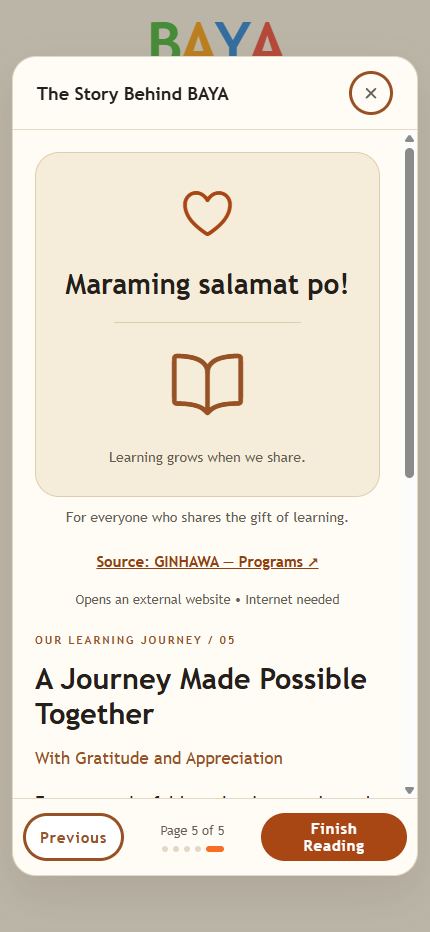 BAYA
The Story Behind BAYA
Maraming salamat po!
Learning grows when we share.
For everyone who shares the gift of learning.
Source: GINHAWA — Programs ↗
Opens an external website • Internet needed
OUR LEARNING JOURNEY / 05
A Journey Made Possible
Together
With Gratitude and Appreciation
Previous
Page 5 of 5
Finish
Reading